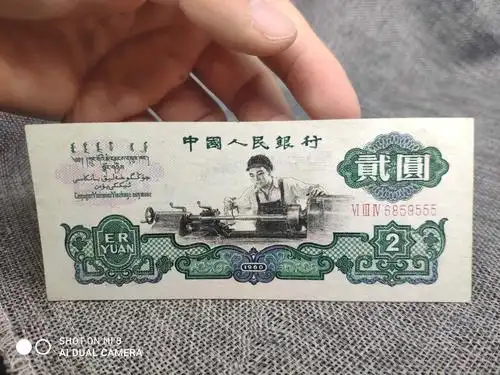 中國人民銀行
貳圓
VI III IV 6859555
ER
YUAN
1960
2
SHOT ON MI 8
AI DUAL CAMERA